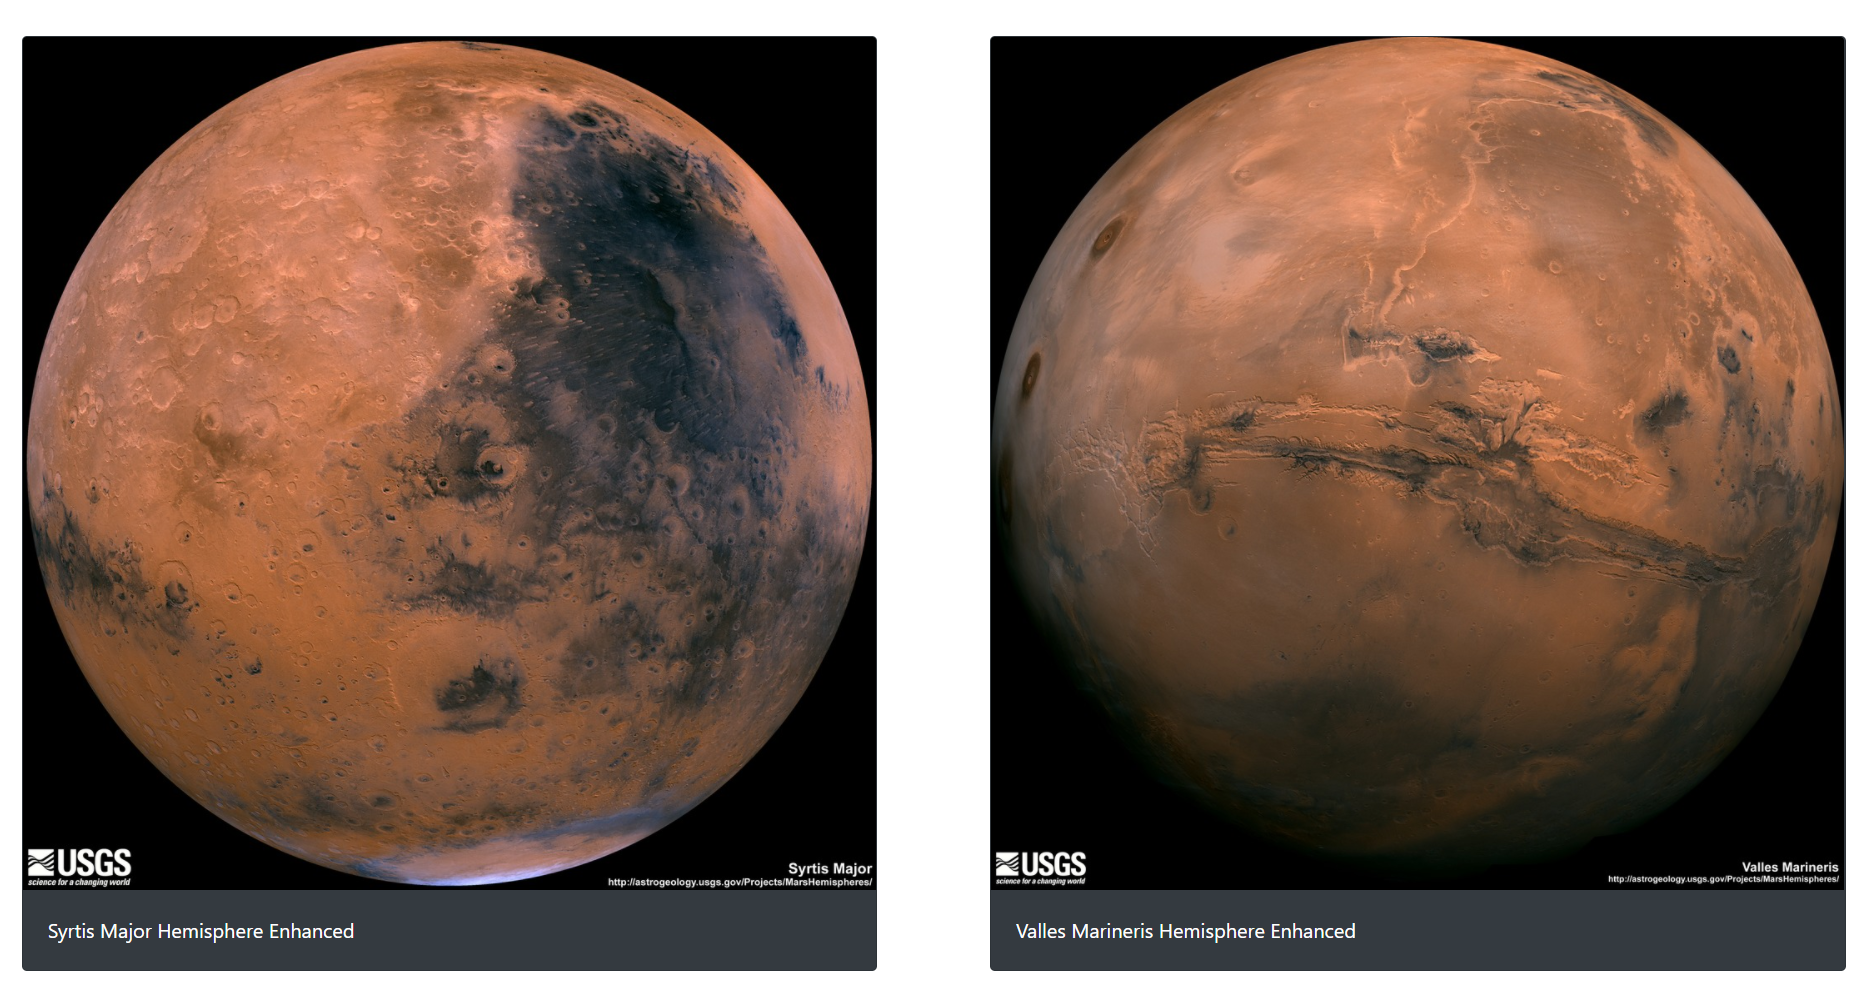 USGS
science for a changing world
Syrtis Major
http://astrogeology.usgs.gov/Projects/MarsHemispheres/
Syrtis Major Hemisphere Enhanced
USGS
science for a changing world
Valles Marineris
http://astrogeology.usgs.gov/Projects/MarsHemispheres/
Valles Marineris Hemisphere Enhanced